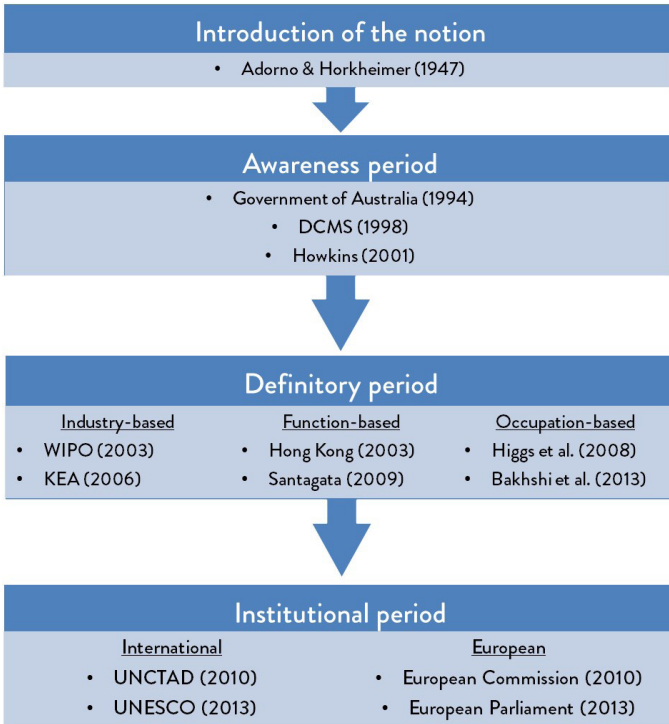 Introduction of the notion
• Adorno & Horkheimer (1947)
Awareness period
• Government of Australia (1994)
• DCMS (1998)
• Howkins (2001)
Definitory period
Industry-based
• WIPO (2003)
• KEA (2006)
Function-based
• Hong Kong (2003)
• Santagata (2009)
Occupation-based
• Higgs et al. (2008)
• Bakhshi et al. (2013)
Institutional period
International
• UNCTAD (2010)
• UNESCO (2013)
European
• European Commission (2010)
• European Parliament (2013)